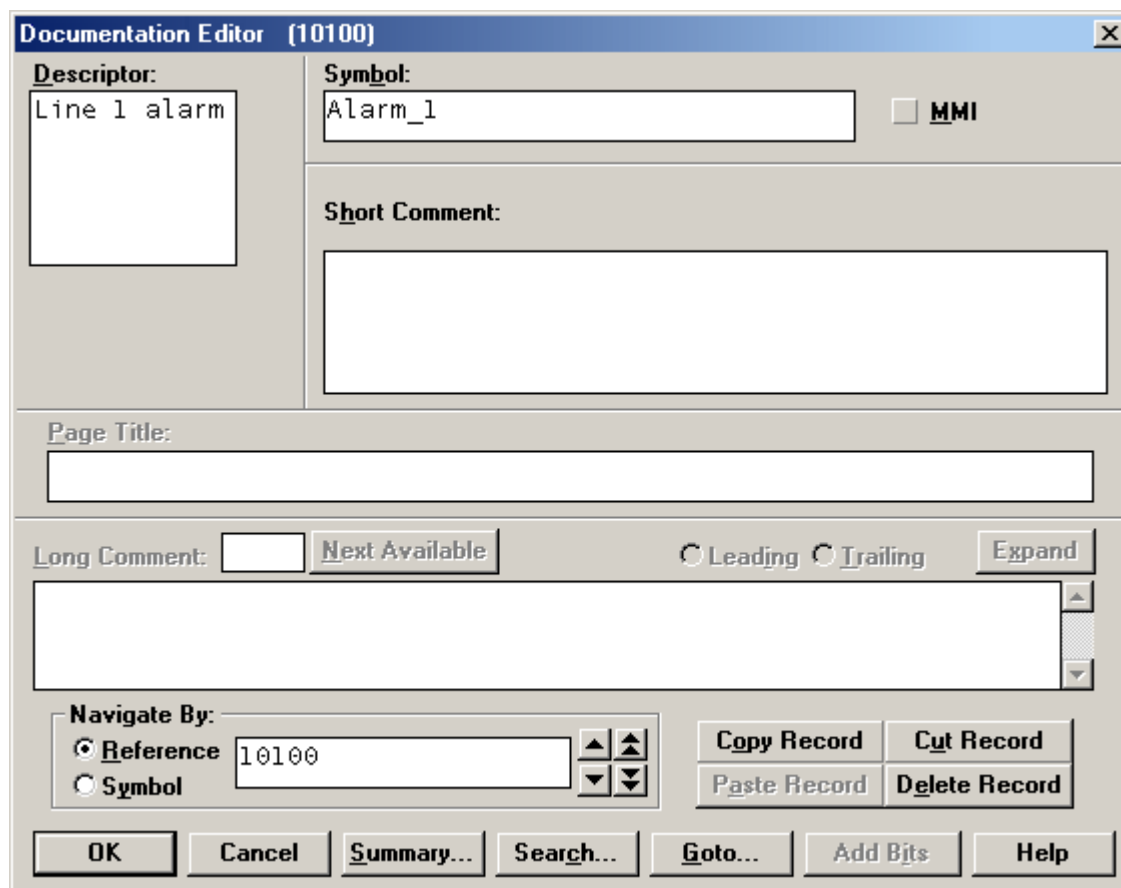 Documentation Editor (10100)
Descriptor:
Line 1 alarm
Symbol:
Alarm_1
MMI
Short Comment:
Page Title:
Long Comment:
Next Available
Leading
Trailing
Expand
Navigate By:
Reference
10100
Symbol
Copy Record
Cut Record
Paste Record
Delete Record
OK
Cancel
Summary...
Search...
Goto...
Add Bits
Help